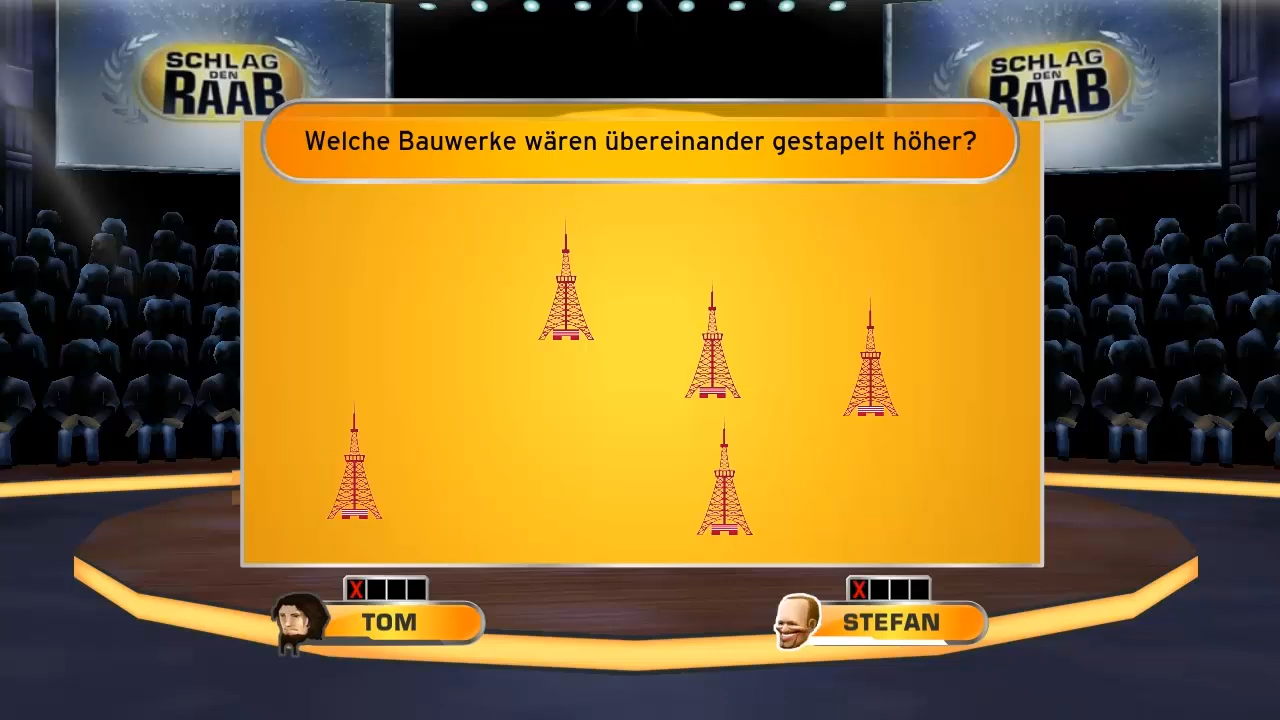 SCHLAG
DEN
RAAB
SCHLAG
DEN
RAAB
Welche Bauwerke wären übereinander gestapelt höher?
X
X
TOM
STEFAN